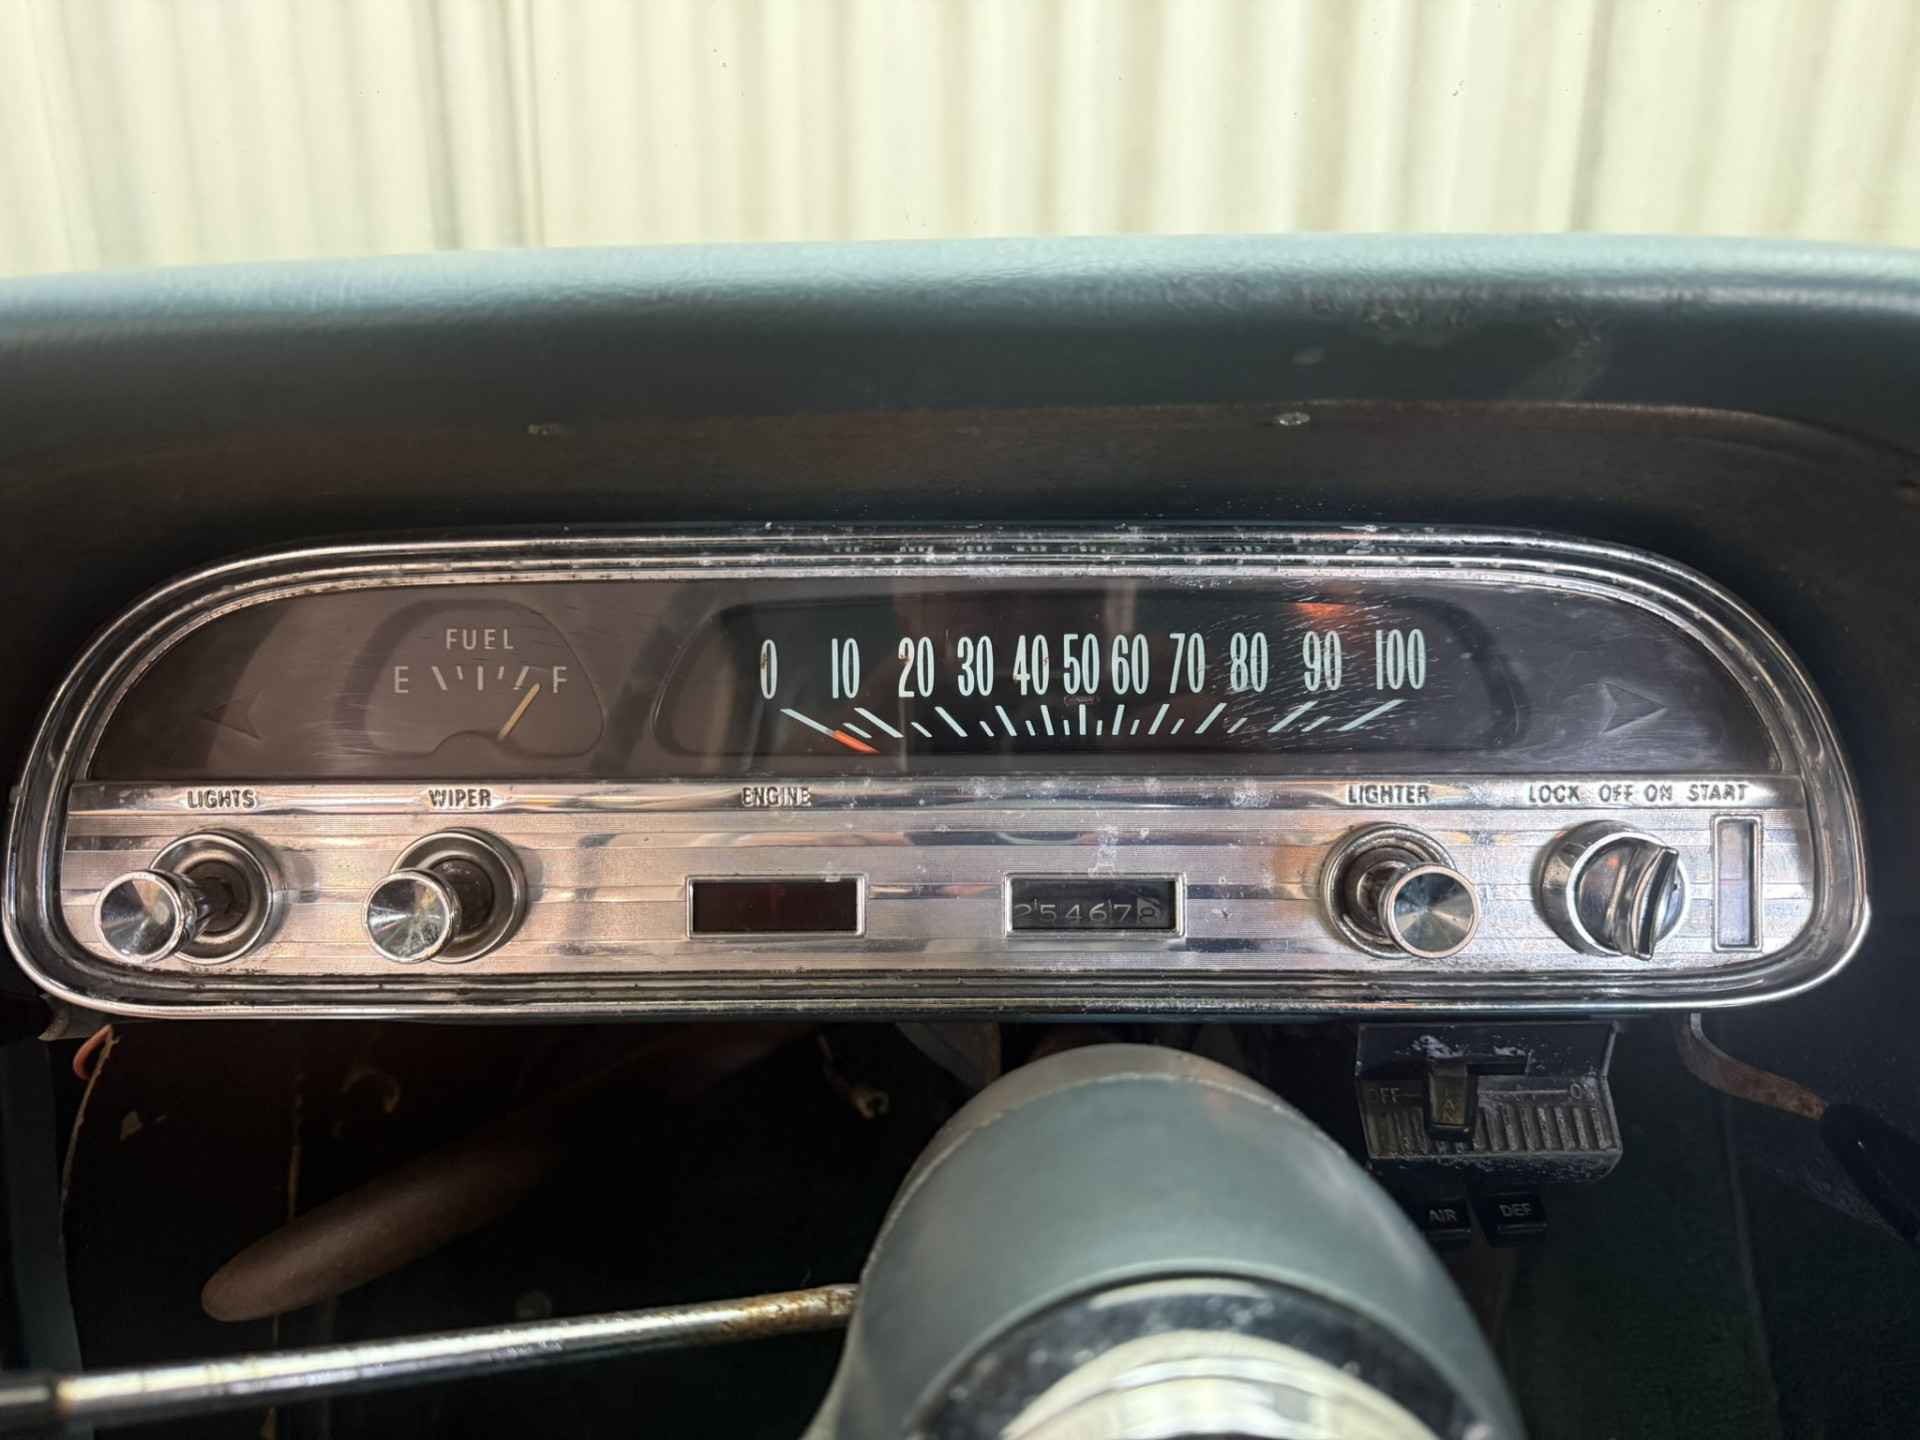 FUEL
E F
0 10 20 30 40 50 60 70 80 90 100
LIGHTS WIPER ENGINE LIGHTER LOCK OFF ON START
254678
OFF
AIR DEF